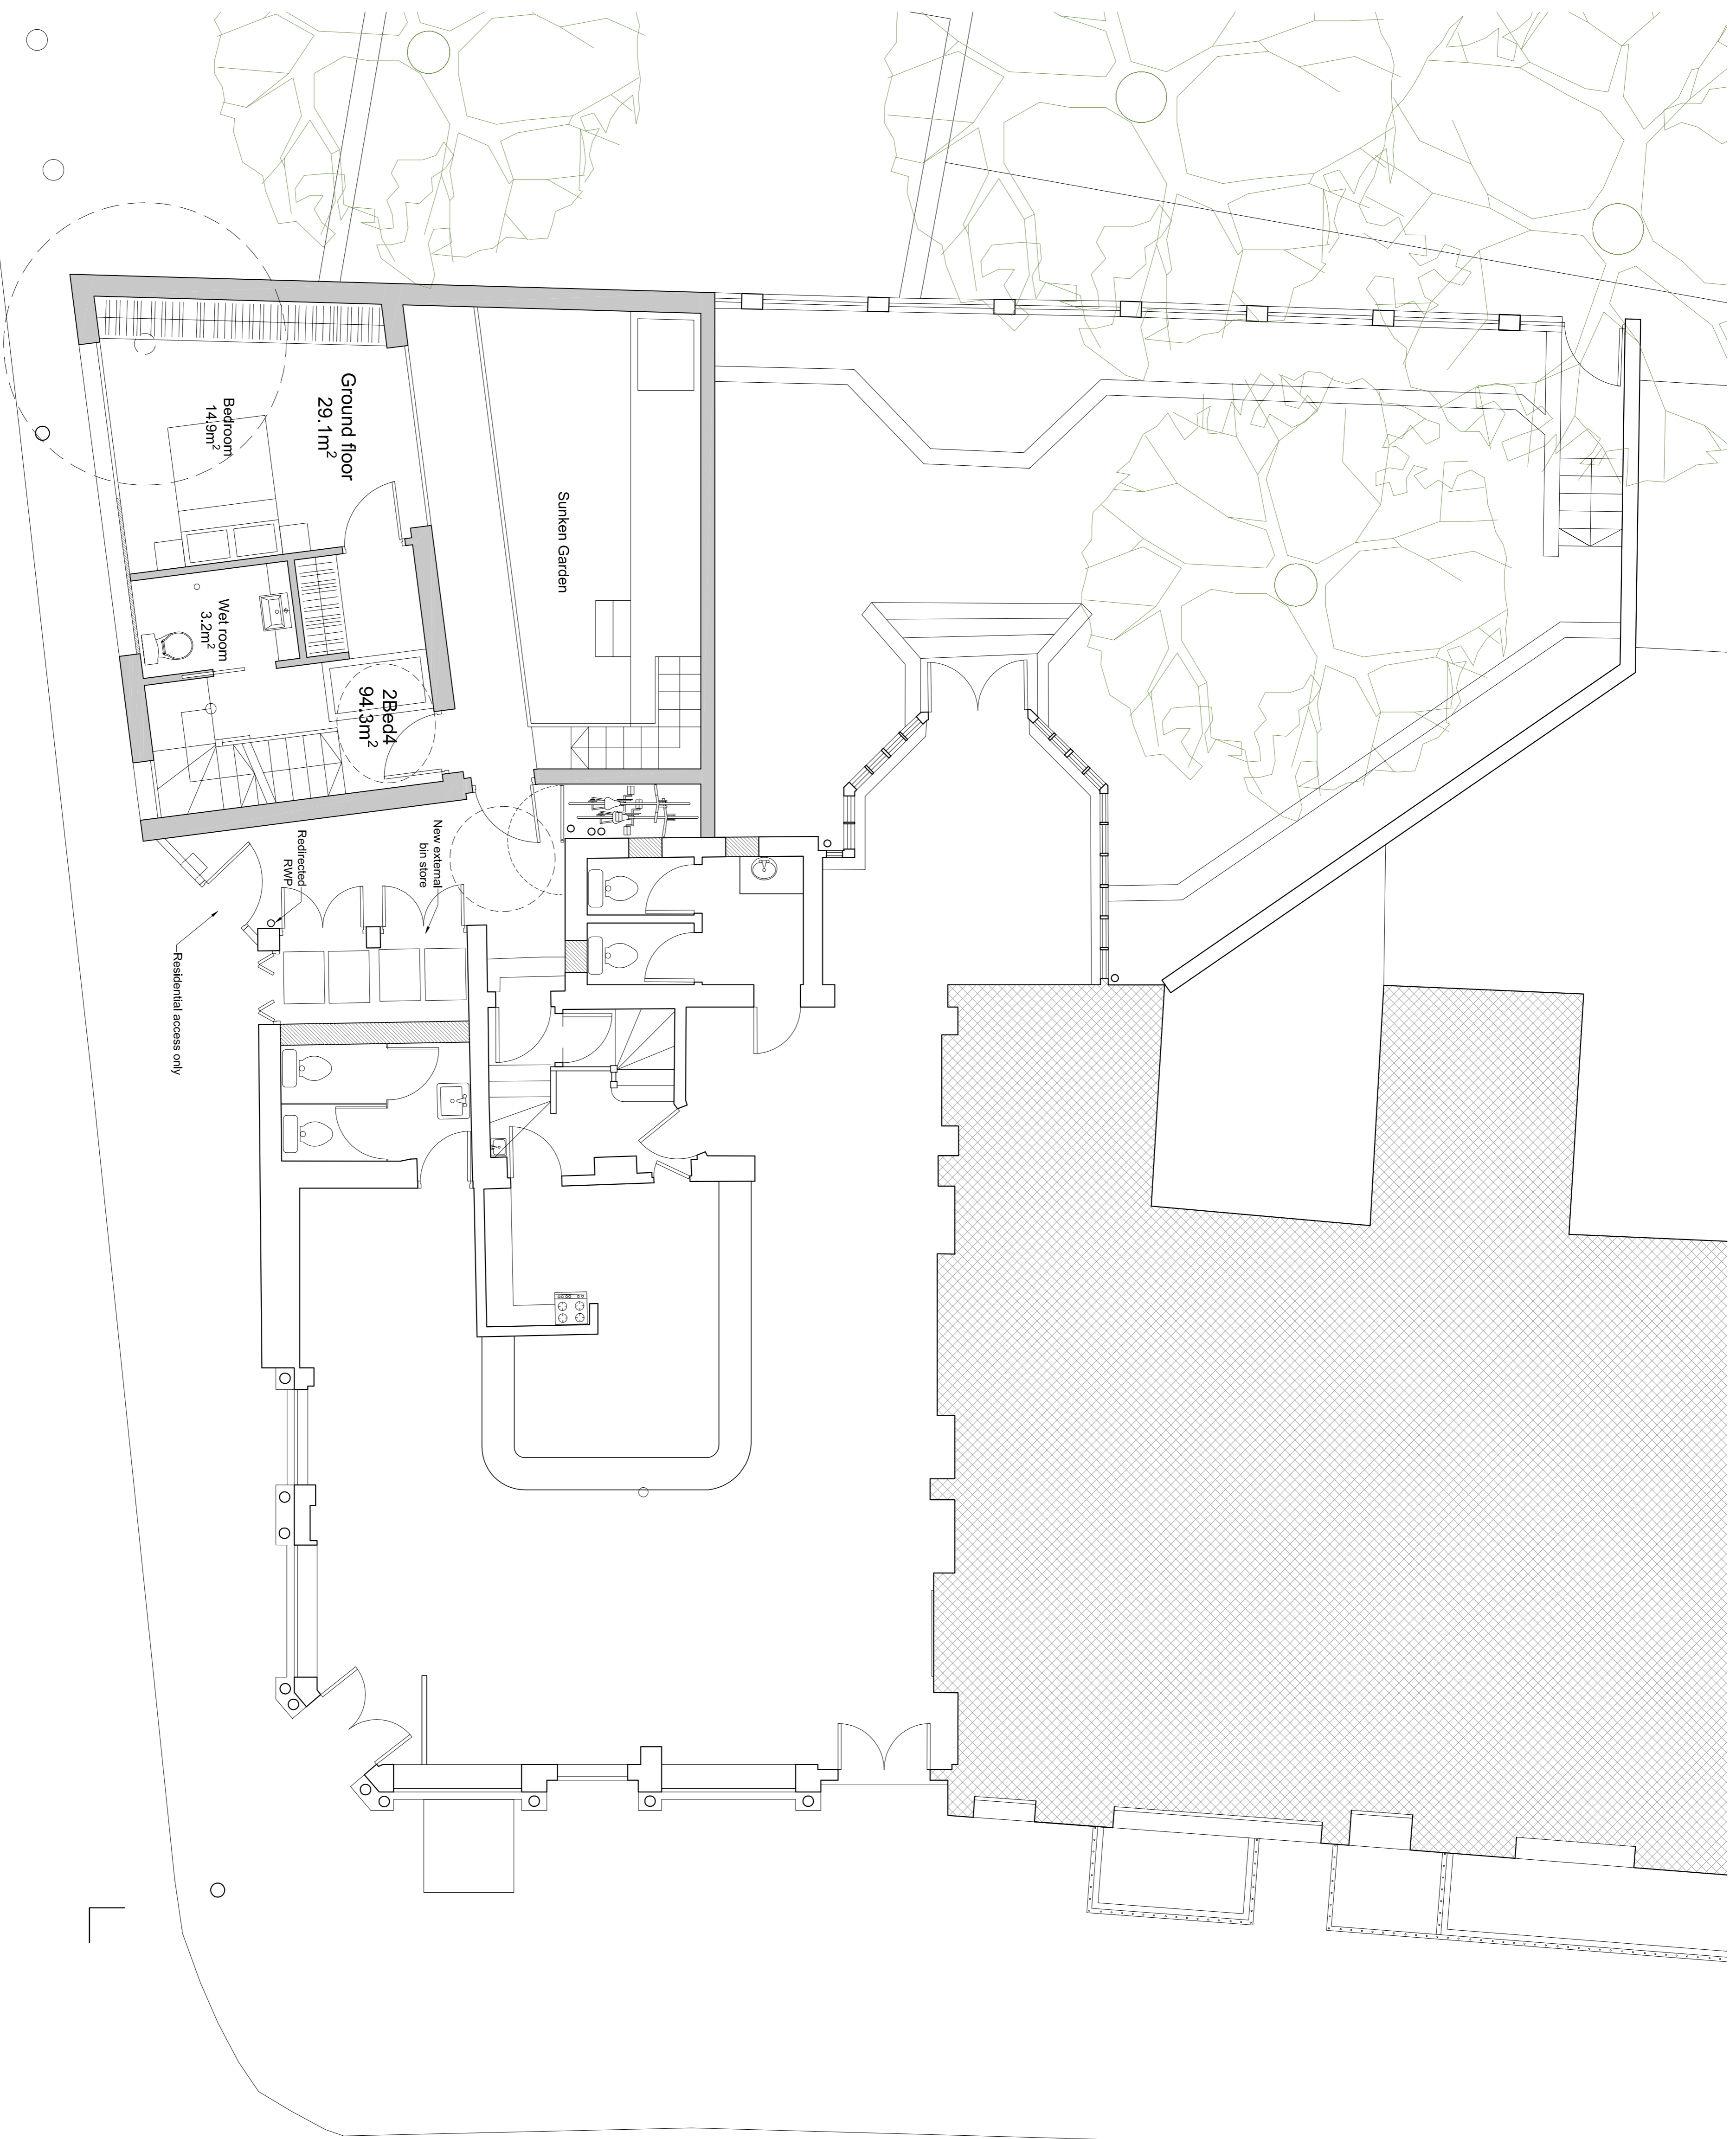 Ground floor
29.1m²
Bedroom
14.9m²
Sunken Garden
Wet room
3.2m²
2Bed4
94.3m²
New external
bin store
Redirected
RWP
Residential access only